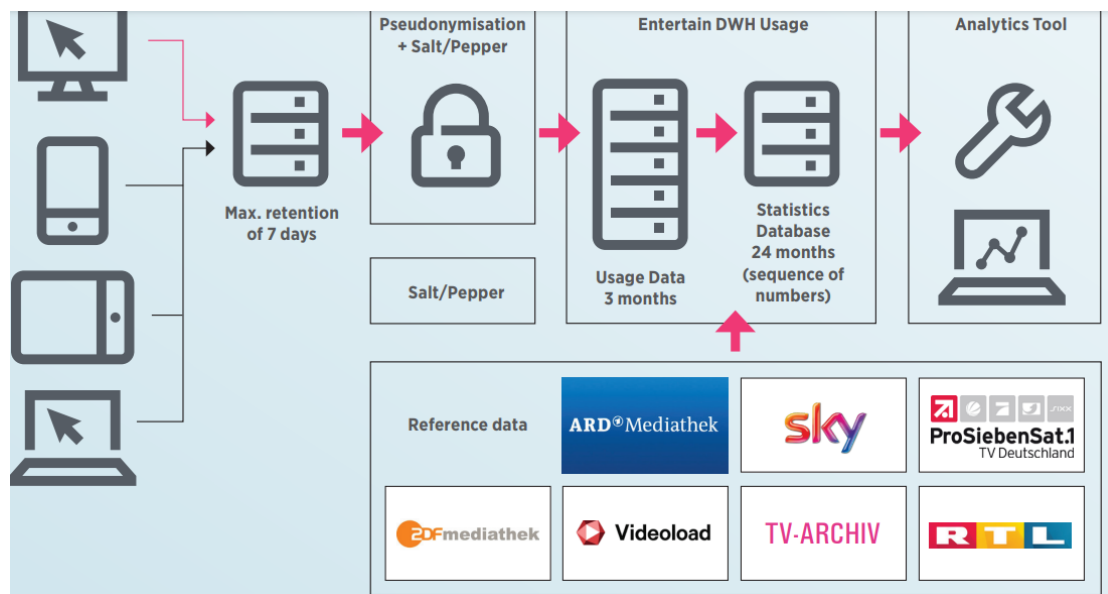 Pseudonymisation
+ Salt/Pepper
Entertain DWH Usage
Analytics Tool
Max. retention
of 7 days
Salt/Pepper
Usage Data
3 months
Statistics
Database
24 months
(sequence of
numbers)
Reference data
ARD Mediathek
sky
ProSiebenSat.1
TV Deutschland
ZDFmediathek
Videoload
TV-ARCHIV
RTL